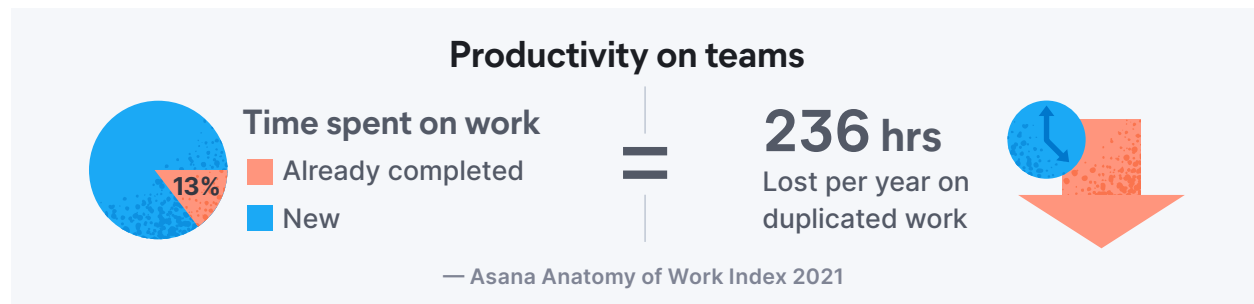 Productivity on teams
Time spent on work
13%
Already completed
New
=
236 hrs
Lost per year on
duplicated work
— Asana Anatomy of Work Index 2021